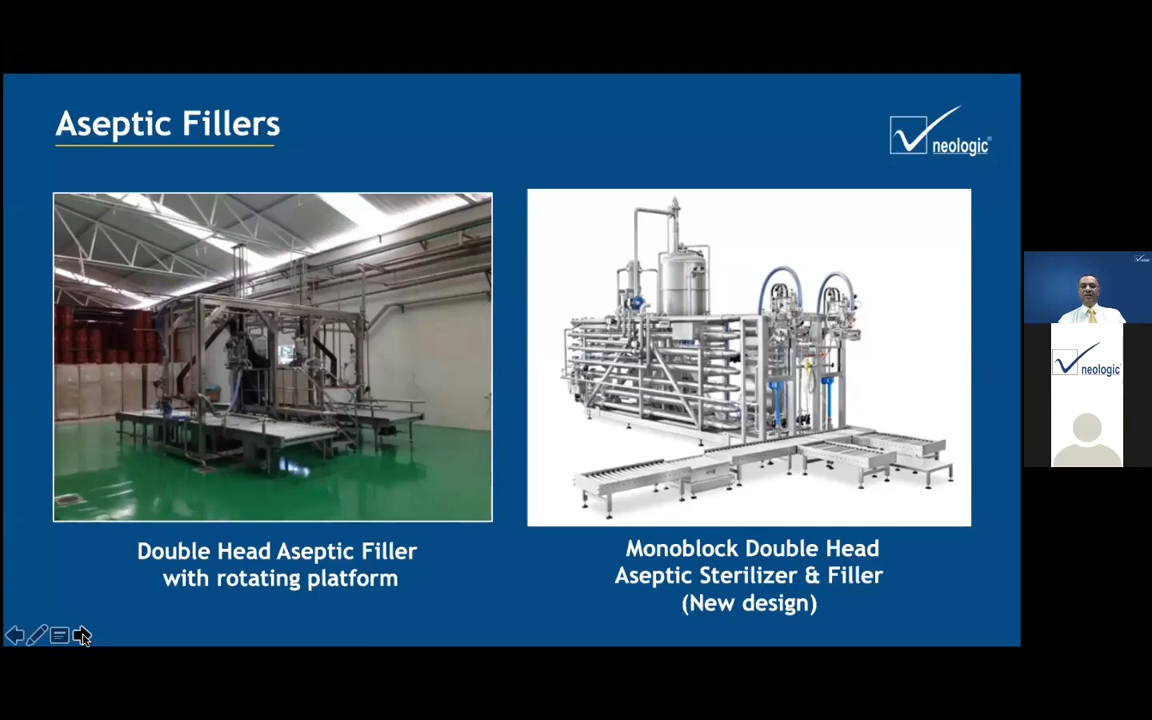 Aseptic Fillers
neologic
Double Head Aseptic Filler
with rotating platform
Monoblock Double Head
Aseptic Sterilizer & Filler
(New design)
neologic